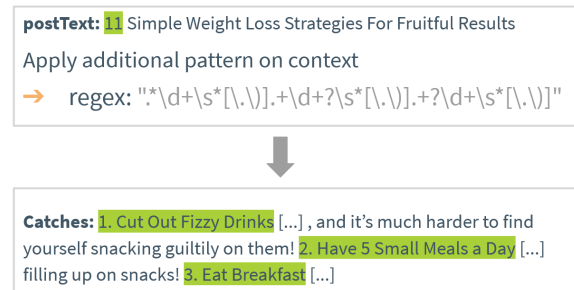 postText: 11 Simple Weight Loss Strategies For Fruitful Results
Apply additional pattern on context
➔ regex: ".*\d+\s*[\.\)].+\d+?\s*[\.\)].+?\d+\s*[\.\)]"
Catches: 1. Cut Out Fizzy Drinks [...] , and it’s much harder to find
yourself snacking guiltily on them! 2. Have 5 Small Meals a Day [...]
filling up on snacks! 3. Eat Breakfast [...]